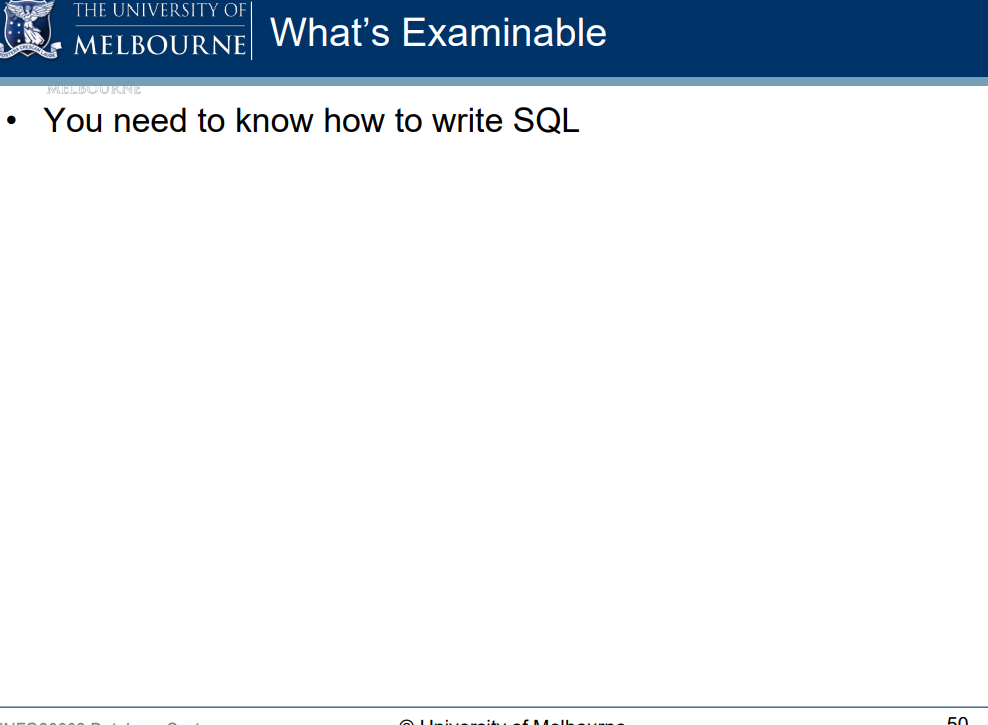 THE UNIVERSITY OF
MELBOURNE
What's Examinable
MELBOURNE
• You need to know how to write SQL
© University of Melbourne
50